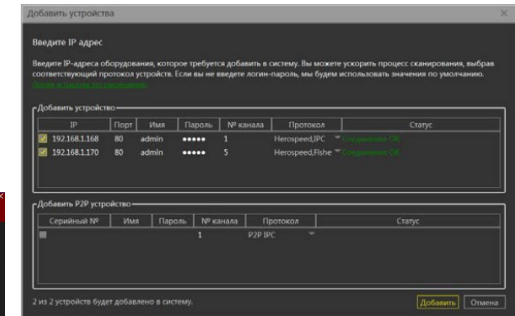 Добавить устройства
Введите IP адрес
Введите IP-адреса оборудования, которое требуется добавить в систему. Вы можете ускорить процесс сканирования, выбрав
соответствующий протокол устройств. Если вы не введете логин-пароль, мы будем использовать значения по умолчанию.
Добавить устройство
IP Порт Имя Пароль № канала Протокол Статус
192.168.1.168 80 admin ●●●●● 1 Herospeed,IPC Соединение ОК
192.168.1.170 80 admin ●●●●● 5 Herospeed,Fishe Соединение ОК
Добавить P2P устройство
Серийный № Имя Пароль № канала Протокол Статус
1 P2P IPC
2 из 2 устройств будет добавлено в систему.
Добавить Отмена